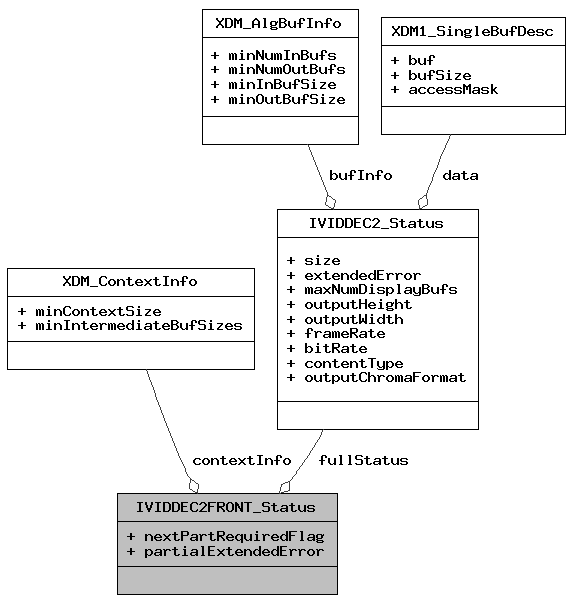 XDM_AlgBufInfo
+ minNumInBufs
+ minNumOutBufs
+ minInBufSize
+ minOutBufSize
XDM1_SingleBufDesc
+ buf
+ bufSize
+ accessMask
bufInfo
data
IVIDDEC2_Status
+ size
+ extendedError
+ maxNumDisplayBufs
+ outputHeight
+ outputWidth
+ frameRate
+ bitRate
+ contentType
+ outputChromaFormat
XDM_ContextInfo
+ minContextSize
+ minIntermediateBufSizes
contextInfo
fullStatus
IVIDDEC2FRONT_Status
+ nextPartRequiredFlag
+ partialExtendedError